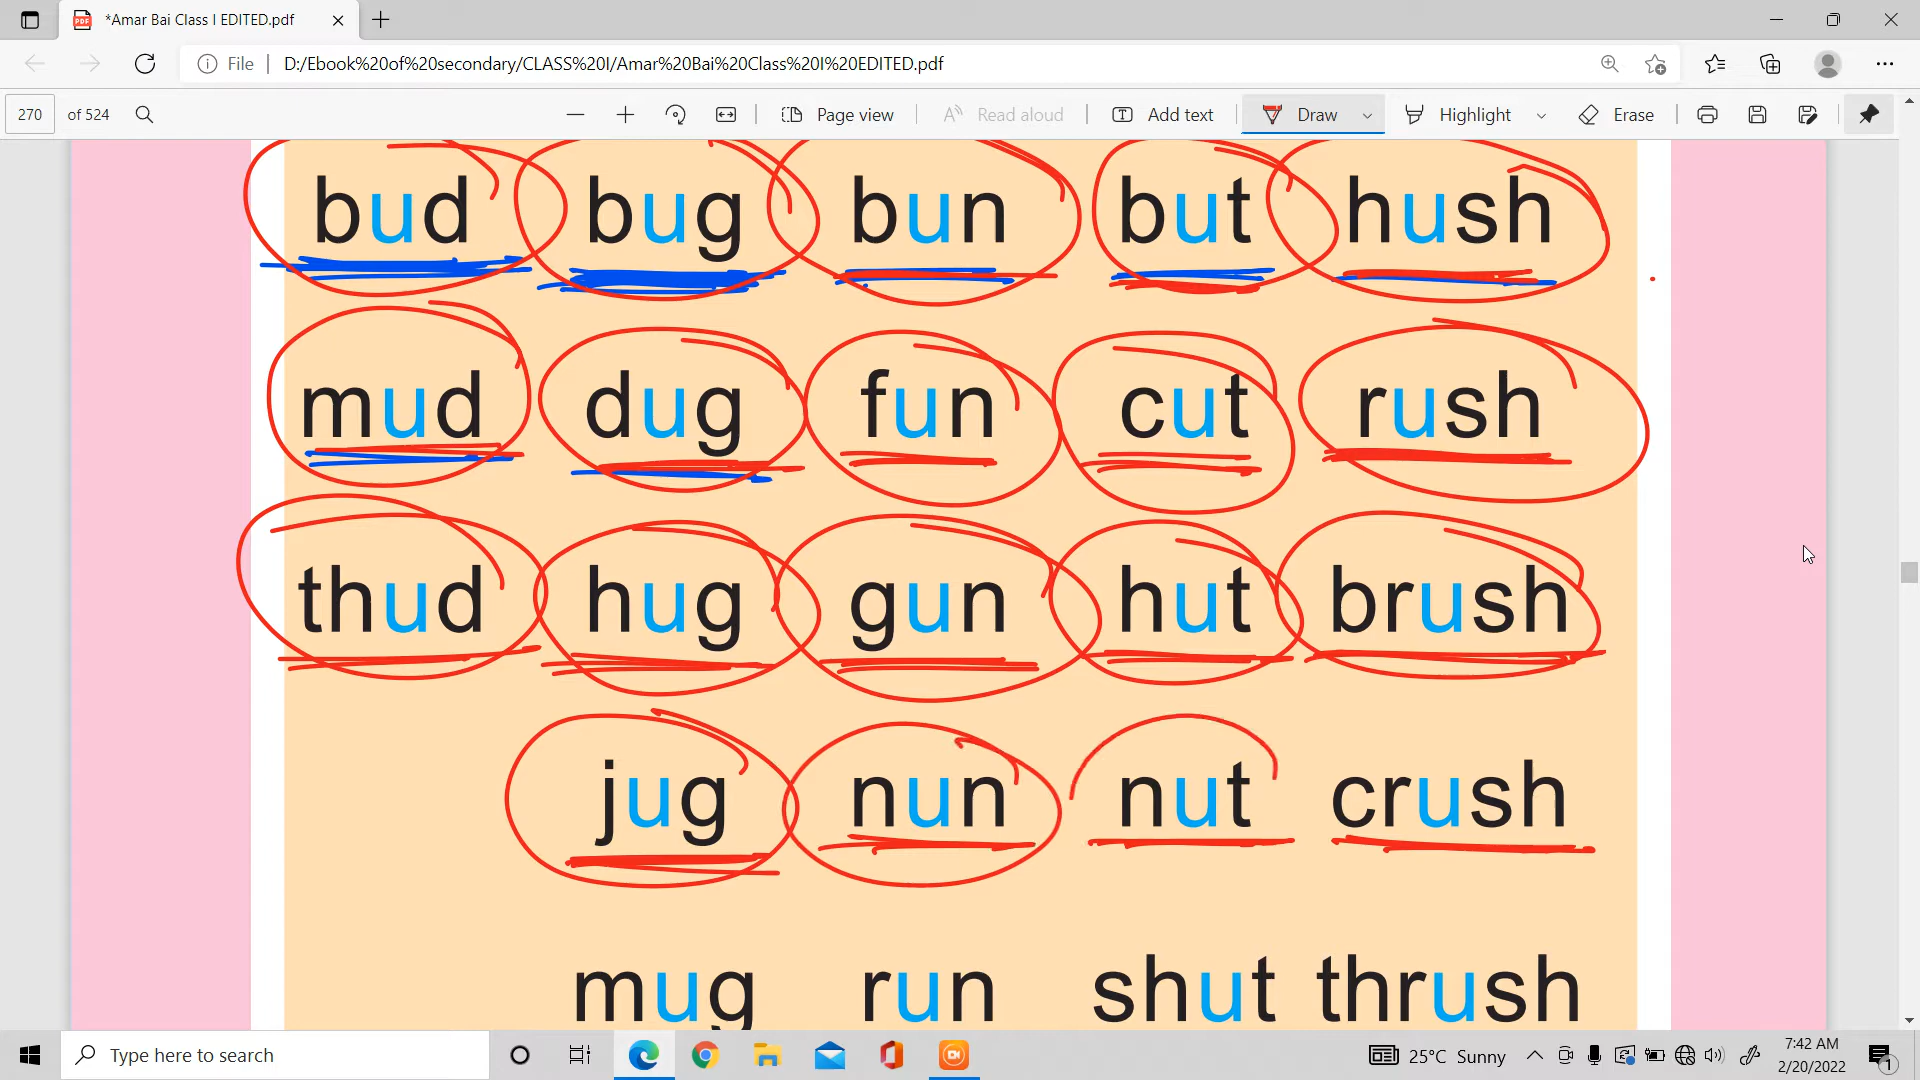 *Amar Bai Class I EDITED.pdf
File D:/Ebook%20of%20secondary/CLASS%20I/Amar%20Bai%20Class%20I%20EDITED.pdf
270 of 524 Page view Read aloud Add text Draw Highlight Erase
bud bug bun but hush
mud dug fun cut rush
thud hug gun hut brush
jug nun nut crush
mug run shut thrush
Type here to search 25°C Sunny 7:42 AM
2/20/2022 1